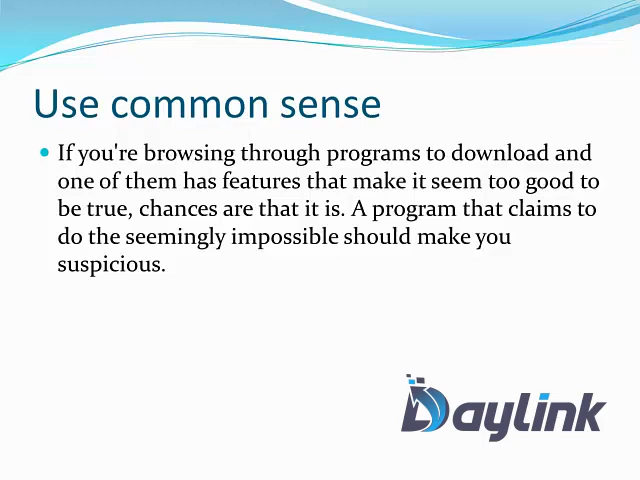 Use common sense
If you're browsing through programs to download and
one of them has features that make it seem too good to
be true, chances are that it is. A program that claims to
do the seemingly impossible should make you
suspicious.
Daylink